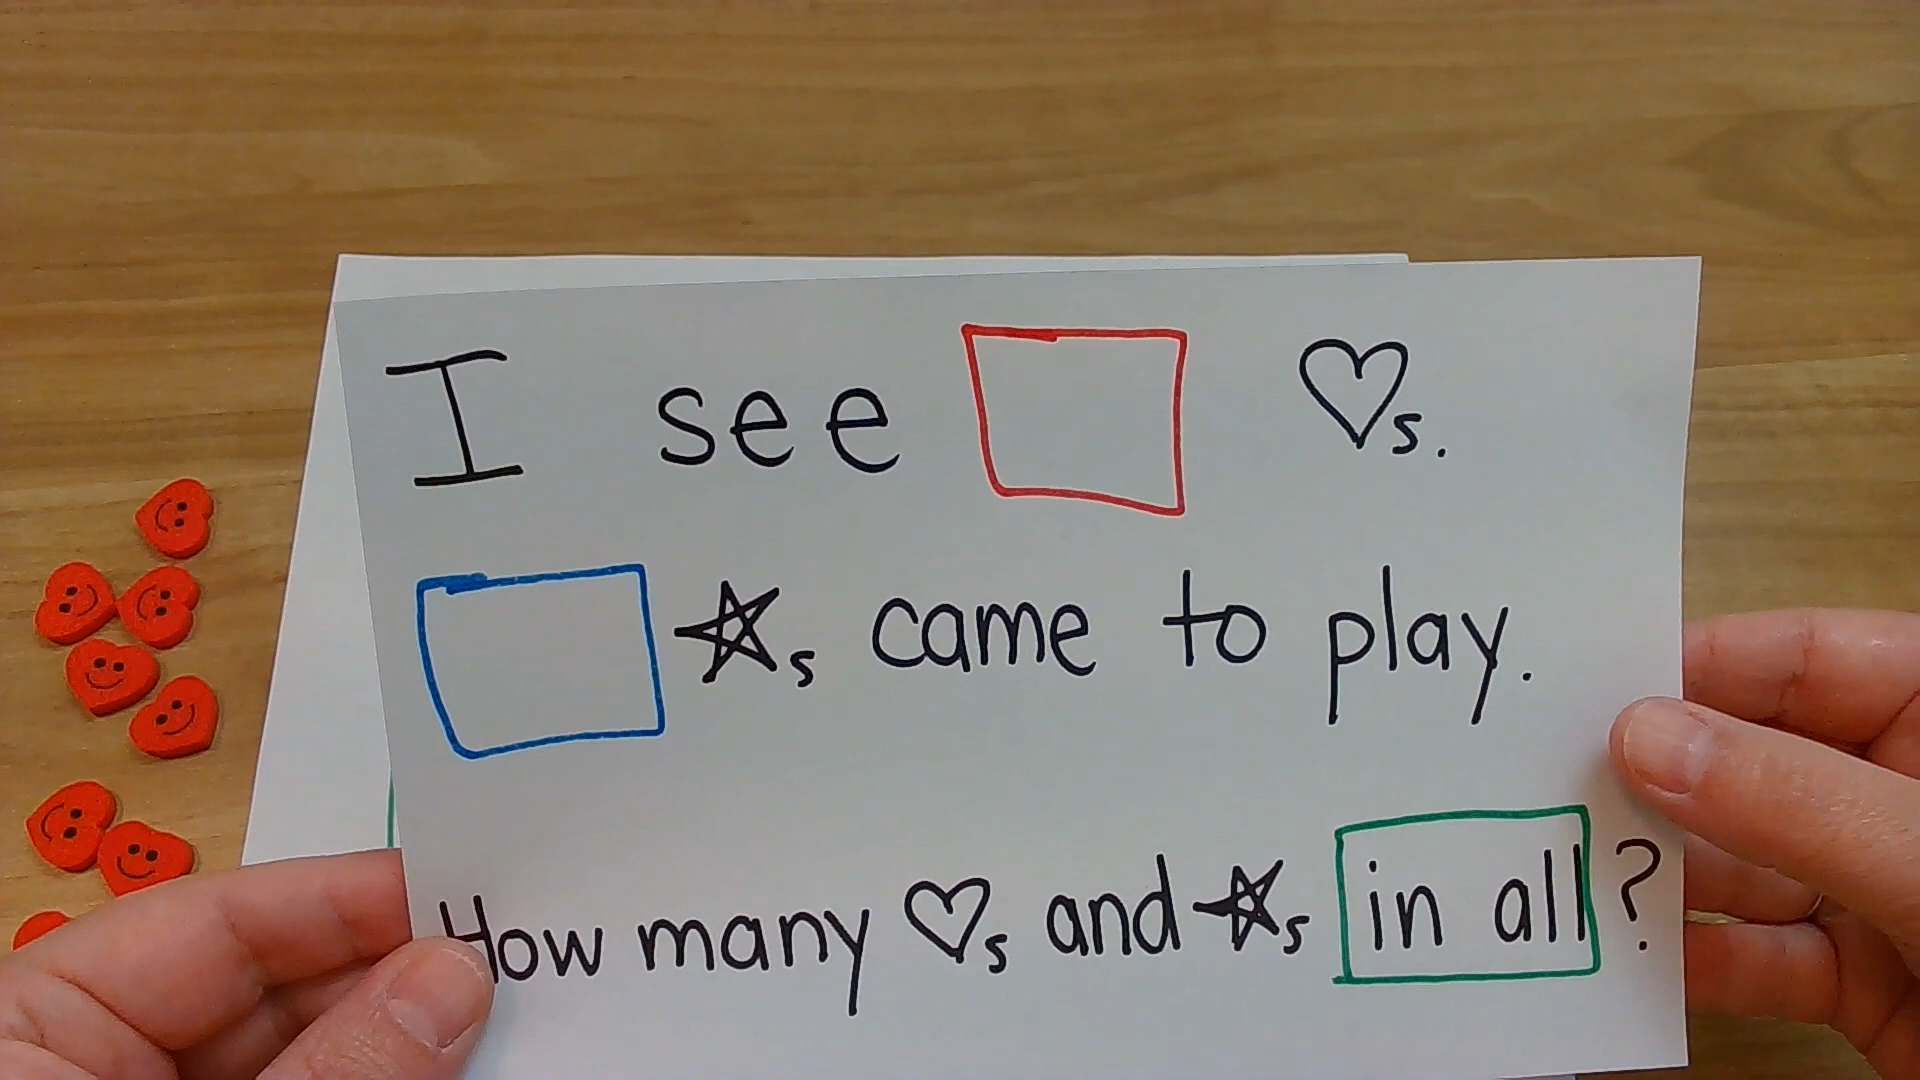 I see ♡s.
☆s came to play.
How many ♡s and ☆s in all?